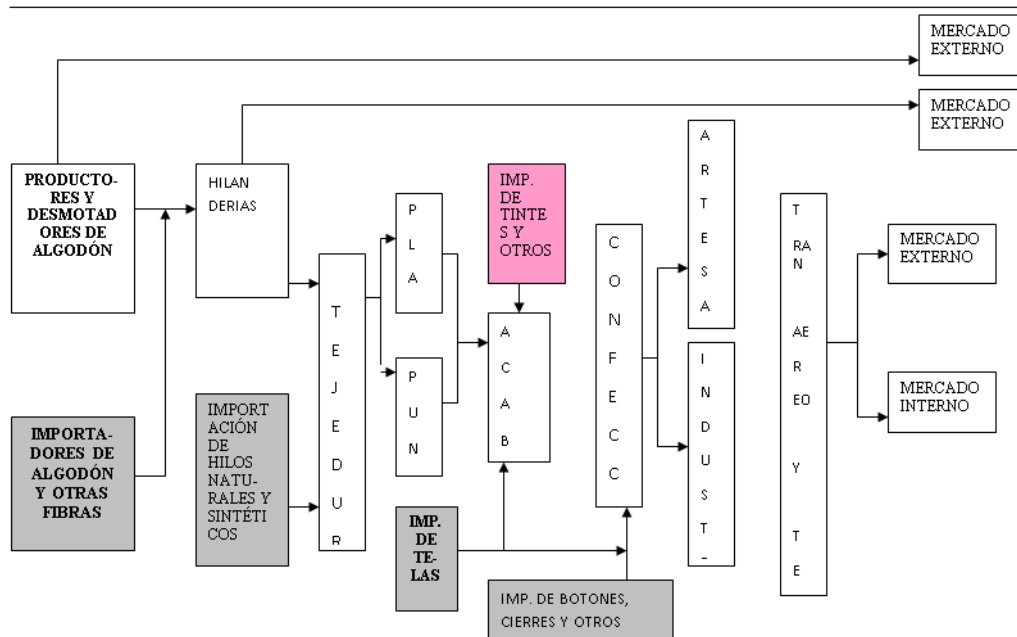 MERCADO
EXTERNO
MERCADO
EXTERNO
PRODUCTO-
RES Y
DESMOTAD
ORES DE
ALGODÓN
HILAN
DERIAS
P
L
A
IMP.
DE
TINTE
S Y
OTROS
A
R
T
E
S
A
T
RAN
AE
R EO
Y
T
E
MERCADO
EXTERNO
T
E
J
E
D
U
R
P
U
N
A
C
A
B
C
O
N
F
E
C
C
I
N
D
U
S
T-
MERCADO
INTERNO
IMPORTA-
DORES DE
ALGODÓN
Y OTRAS
FIBRAS
IMPORT
ACIÓN
DE
HILOS
NATU-
RALES Y
SINTÉTI
COS
IMP.
DE
TE-
LAS
IMP. DE BOTONES,
CIERRES Y OTROS